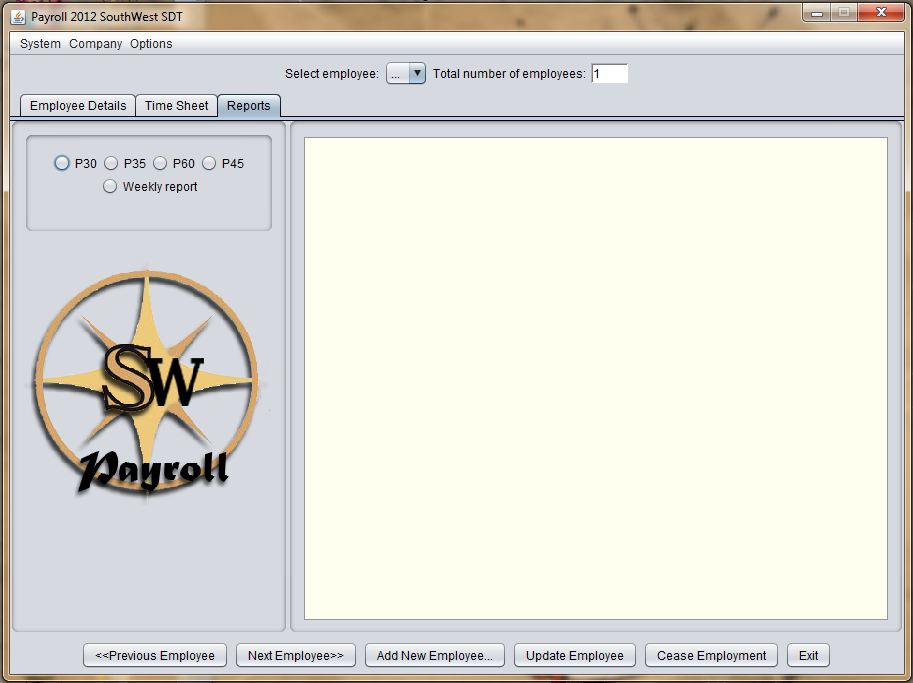 Payroll 2012 SouthWest SDT
System Company Options
Select employee: ... Total number of employees: 1
Employee Details Time Sheet Reports
P30 P35 P60 P45
Weekly report
SW
Payroll
<<Previous Employee Next Employee>> Add New Employee... Update Employee Cease Employment Exit